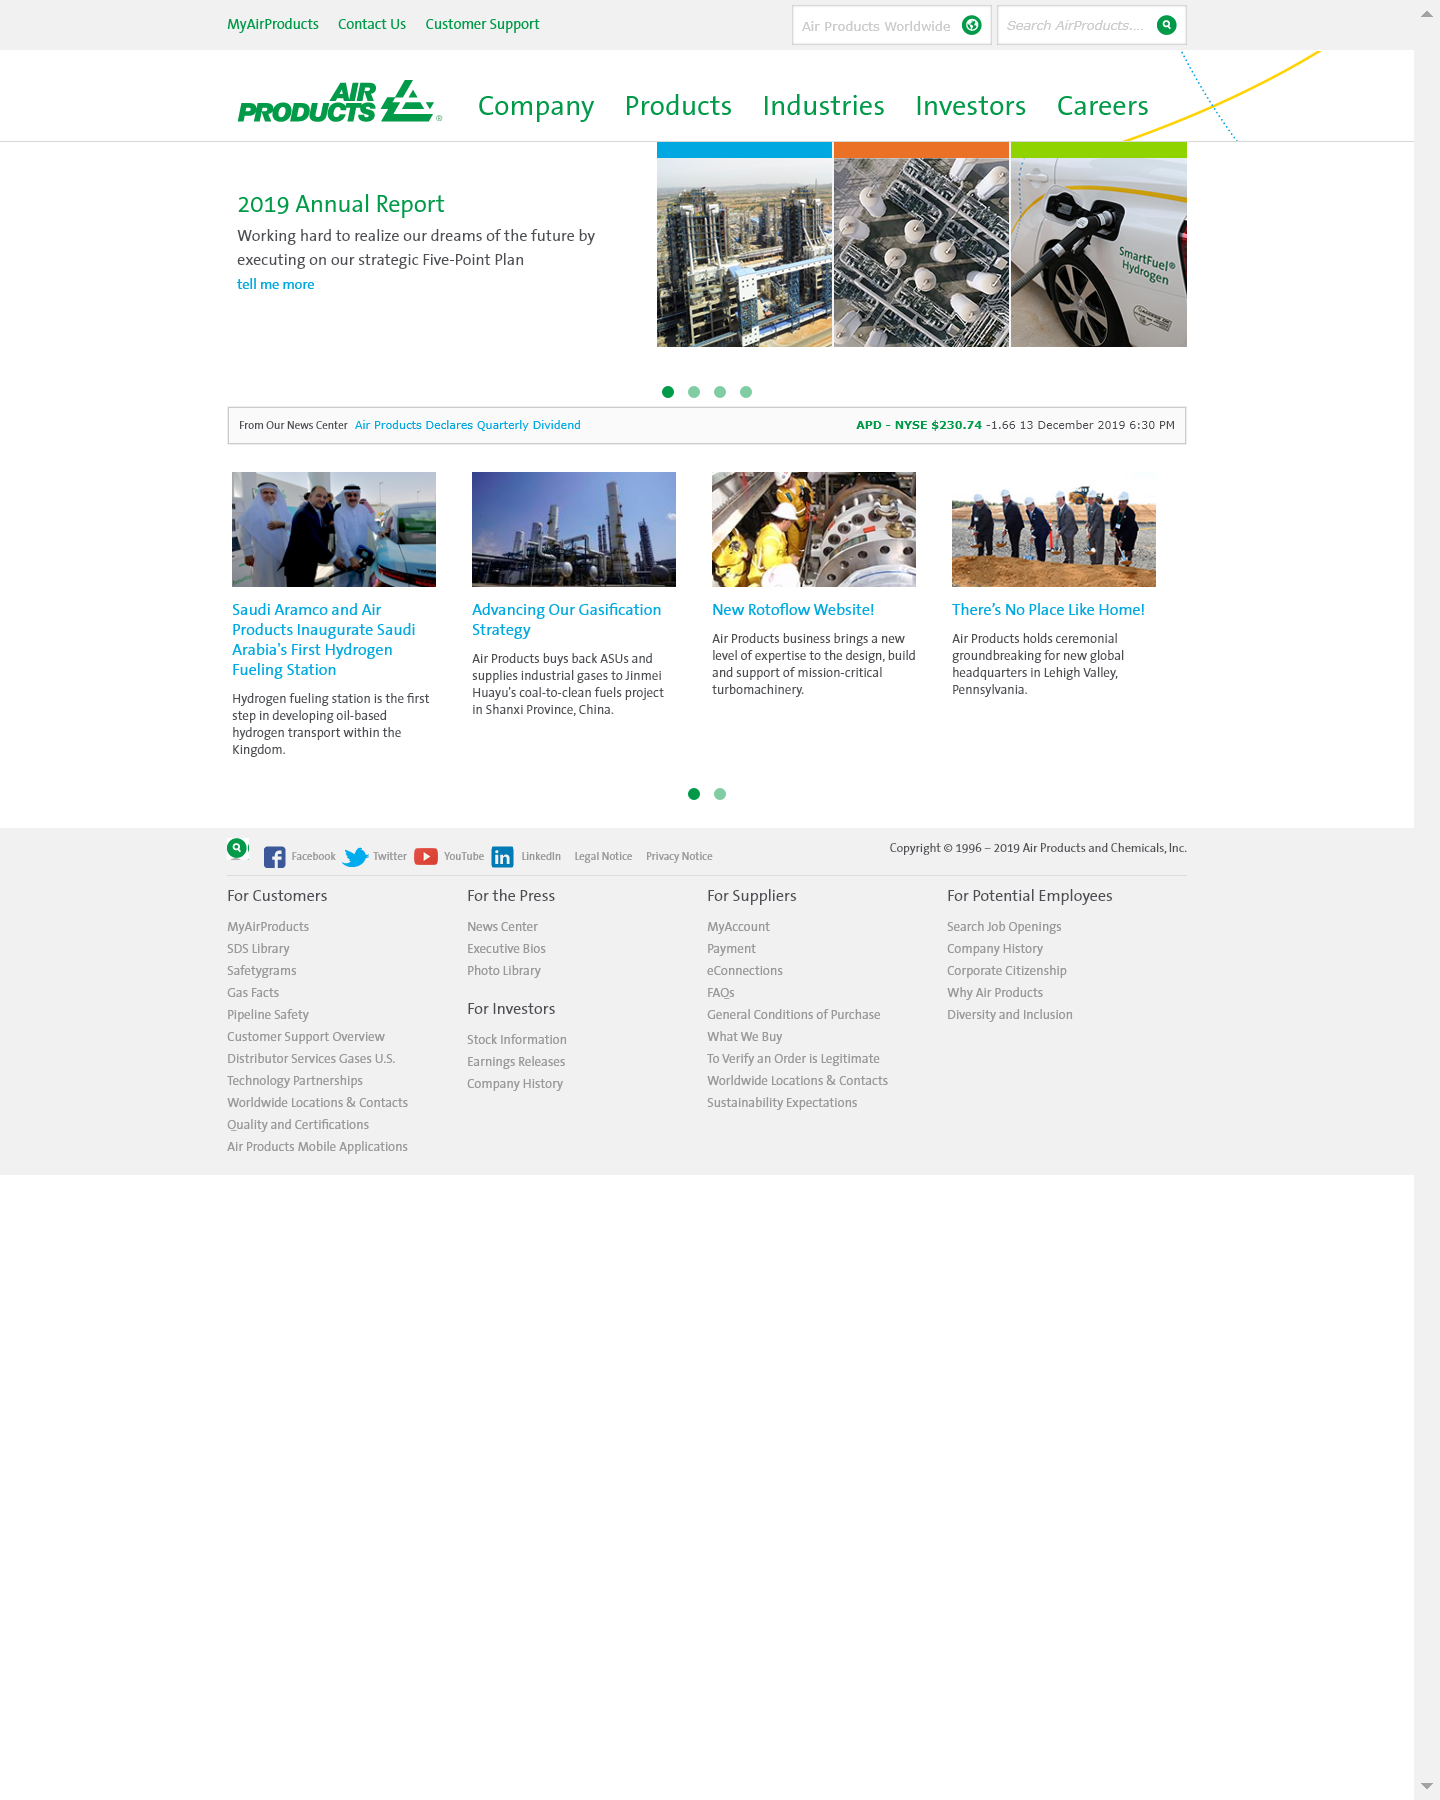 MyAirProducts Contact Us Customer Support
Air Products Worldwide
Search AirProducts....
AIR
PRODUCTS ®
Company Products Industries Investors Careers
2019 Annual Report
Working hard to realize our dreams of the future by
executing on our strategic Five-Point Plan
tell me more
SmartFuel®
Hydrogen
From Our News Center Air Products Declares Quarterly Dividend
APD - NYSE $230.74 -1.66 13 December 2019 6:30 PM
Saudi Aramco and Air
Products Inaugurate Saudi
Arabia's First Hydrogen
Fueling Station
Hydrogen fueling station is the first
step in developing oil-based
hydrogen transport within the
Kingdom.
Advancing Our Gasification
Strategy
Air Products buys back ASUs and
supplies industrial gases to Jinmei
Huayu's coal-to-clean fuels project
in Shanxi Province, China.
New Rotoflow Website!
Air Products business brings a new
level of expertise to the design, build
and support of mission-critical
turbomachinery.
There's No Place Like Home!
Air Products holds ceremonial
groundbreaking for new global
headquarters in Lehigh Valley,
Pennsylvania.
Facebook Twitter YouTube LinkedIn Legal Notice Privacy Notice
Copyright © 1996 – 2019 Air Products and Chemicals, Inc.
For Customers
MyAirProducts
SDS Library
Safetygrams
Gas Facts
Pipeline Safety
Customer Support Overview
Distributor Services Gases U.S.
Technology Partnerships
Worldwide Locations & Contacts
Quality and Certifications
Air Products Mobile Applications
For the Press
News Center
Executive Bios
Photo Library
For Investors
Stock Information
Earnings Releases
Company History
For Suppliers
MyAccount
Payment
eConnections
FAQs
General Conditions of Purchase
What We Buy
To Verify an Order is Legitimate
Worldwide Locations & Contacts
Sustainability Expectations
For Potential Employees
Search Job Openings
Company History
Corporate Citizenship
Why Air Products
Diversity and Inclusion